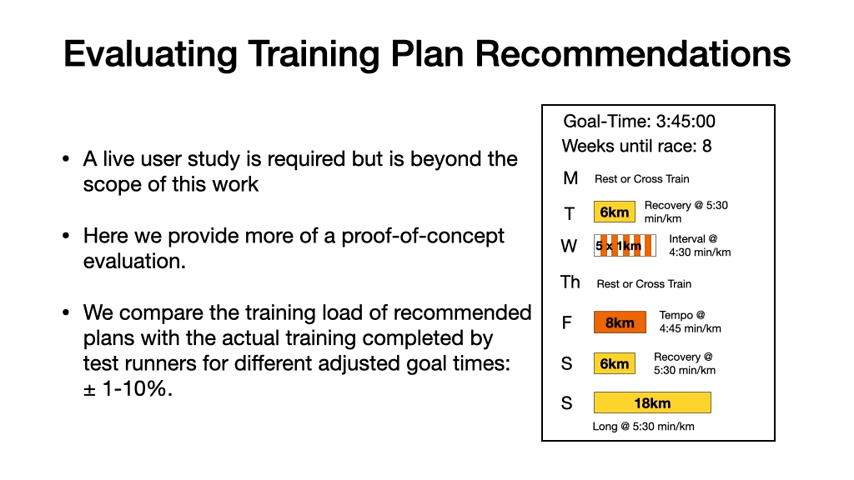 Evaluating Training Plan Recommendations
• A live user study is required but is beyond the
scope of this work
• Here we provide more of a proof-of-concept
evaluation.
• We compare the training load of recommended
plans with the actual training completed by
test runners for different adjusted goal times:
± 1-10%.
Goal-Time: 3:45:00
Weeks until race: 8
M Rest or Cross Train
T 6km Recovery @ 5:30
min/km
W 5 x 1km Interval @
4:30 min/km
Th Rest or Cross Train
F 8km Tempo @
4:45 min/km
S 6km Recovery @
5:30 min/km
S 18km
Long @ 5:30 min/km